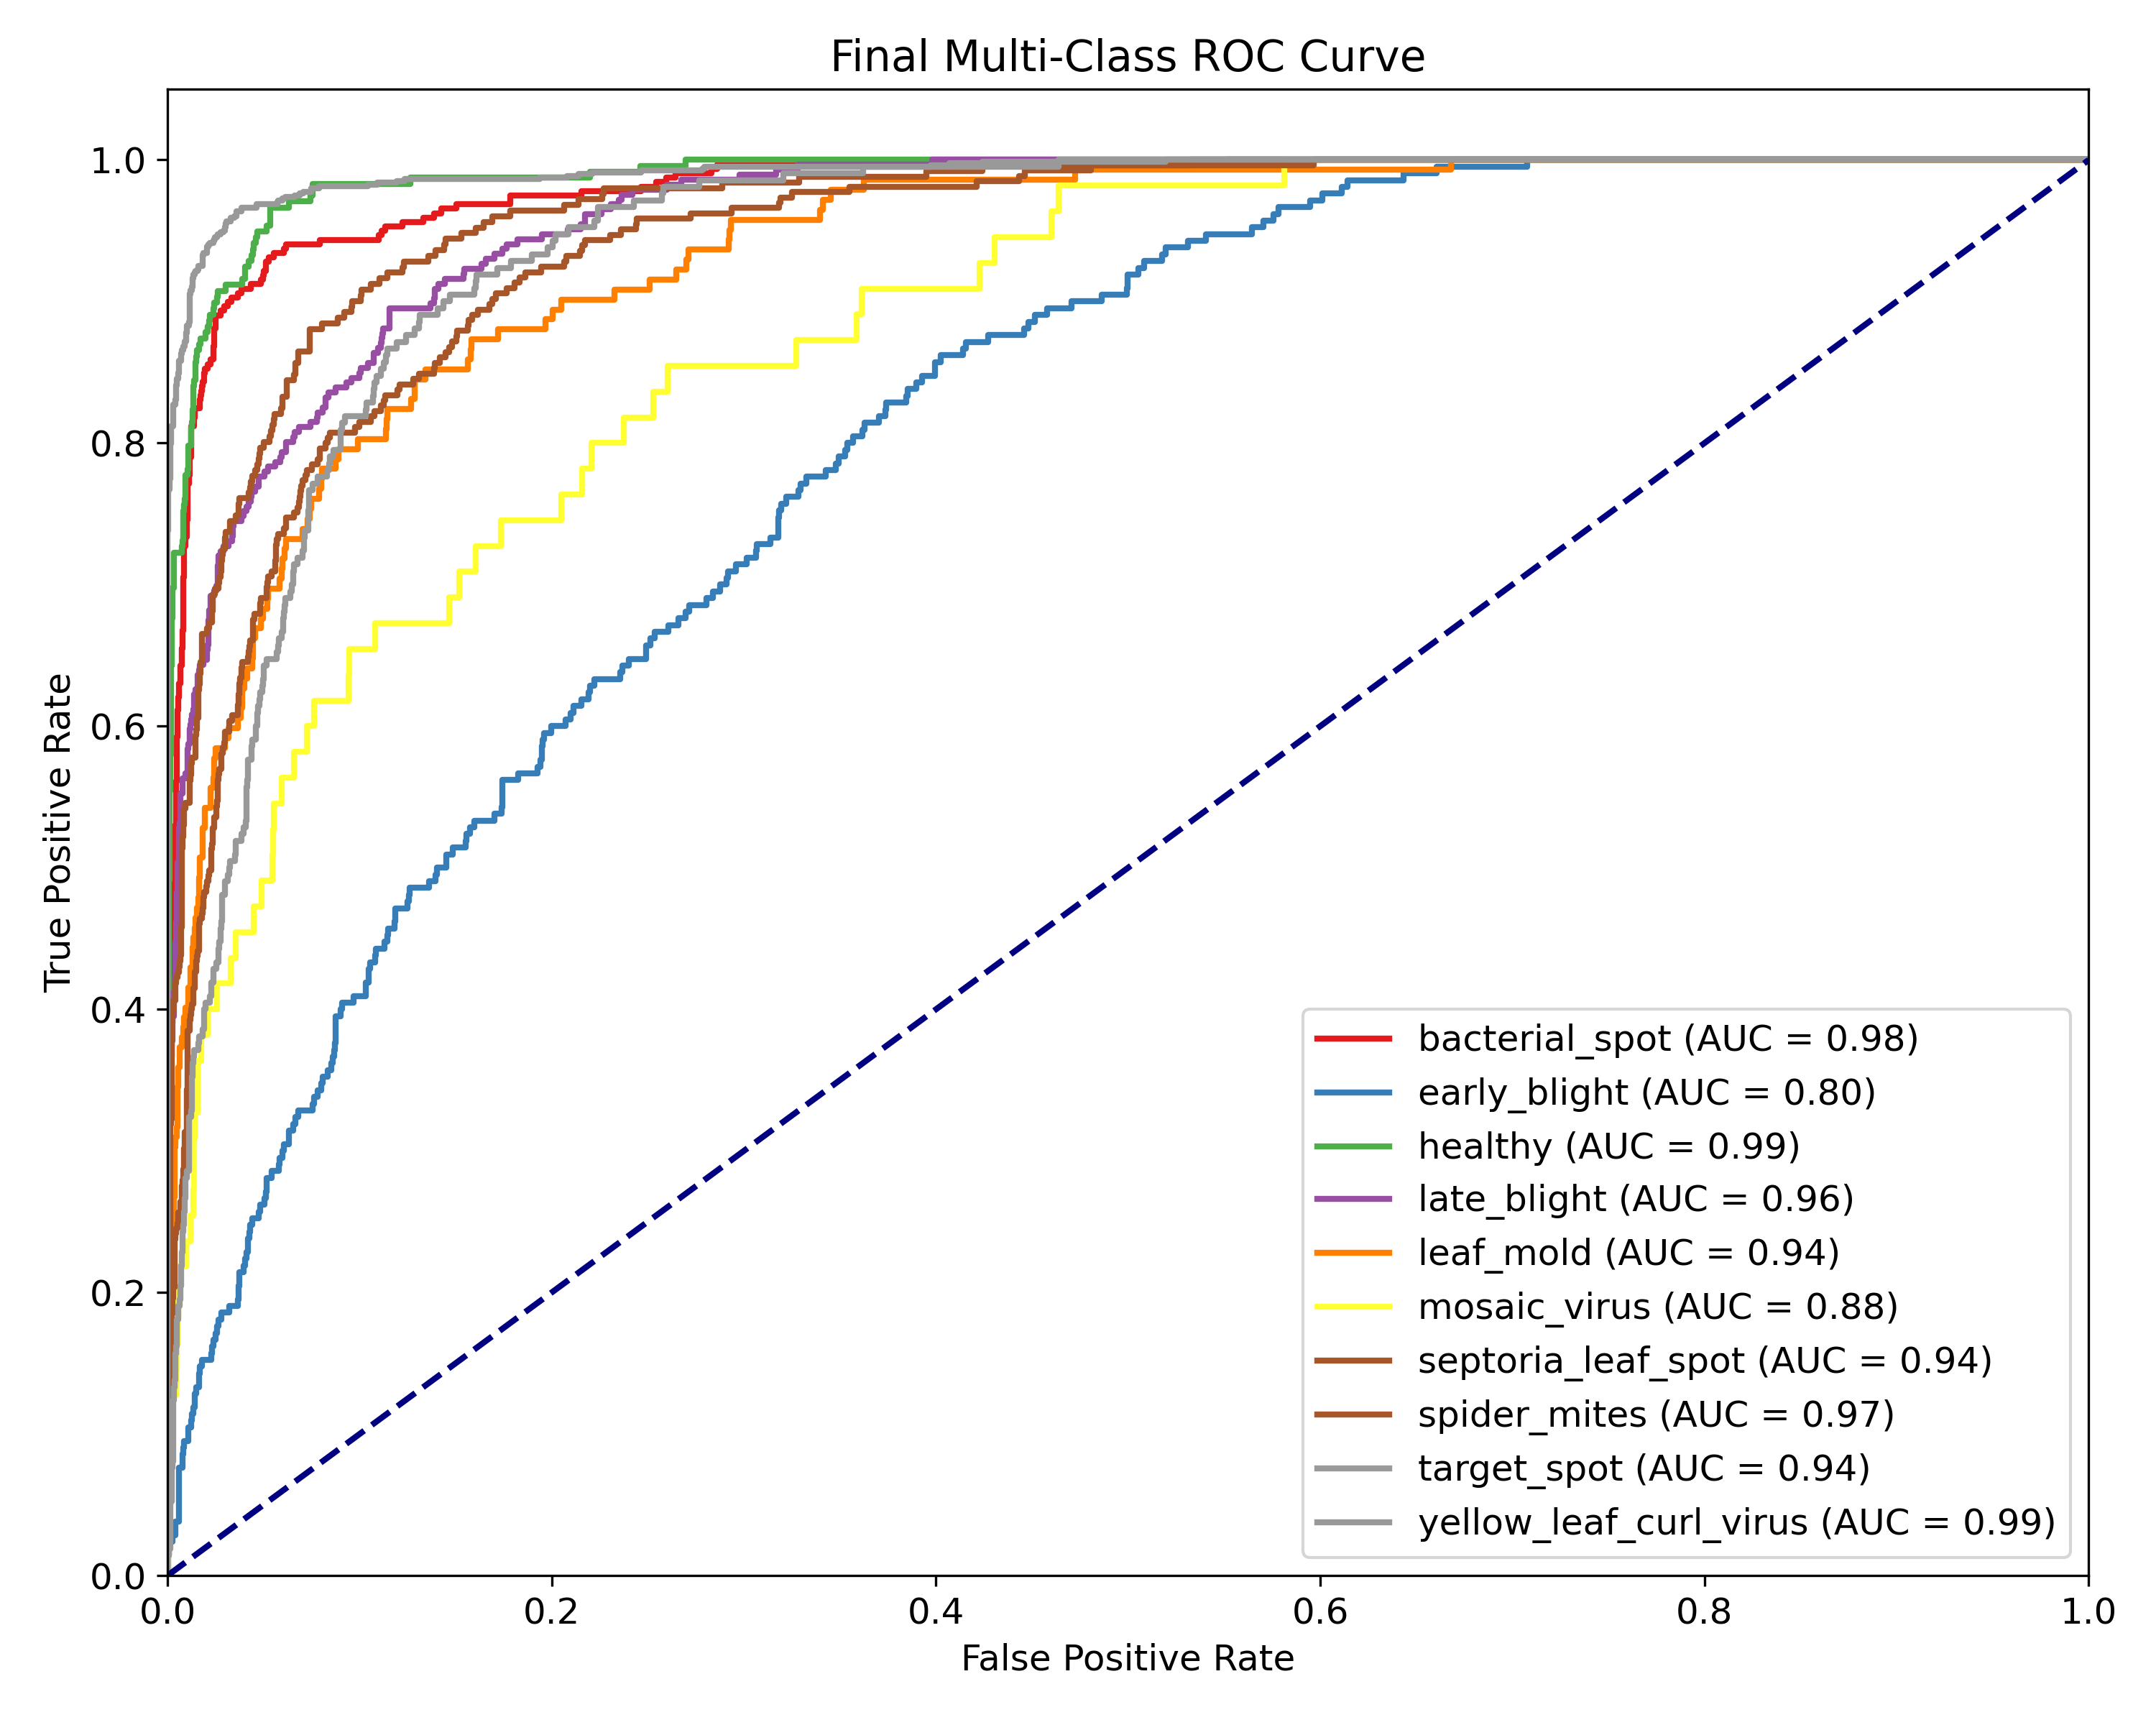 Final Multi-Class ROC Curve
True Positive Rate
1.0
0.8
0.6
0.4
0.2
0.0
0.0 0.2 0.4 0.6 0.8 1.0
False Positive Rate
bacterial_spot (AUC = 0.98)
early_blight (AUC = 0.80)
healthy (AUC = 0.99)
late_blight (AUC = 0.96)
leaf_mold (AUC = 0.94)
mosaic_virus (AUC = 0.88)
septoria_leaf_spot (AUC = 0.94)
spider_mites (AUC = 0.97)
target_spot (AUC = 0.94)
yellow_leaf_curl_virus (AUC = 0.99)